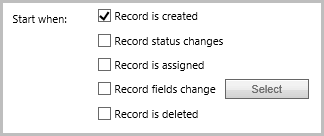 Start when: Record is created
Record status changes
Record is assigned
Record fields change Select
Record is deleted